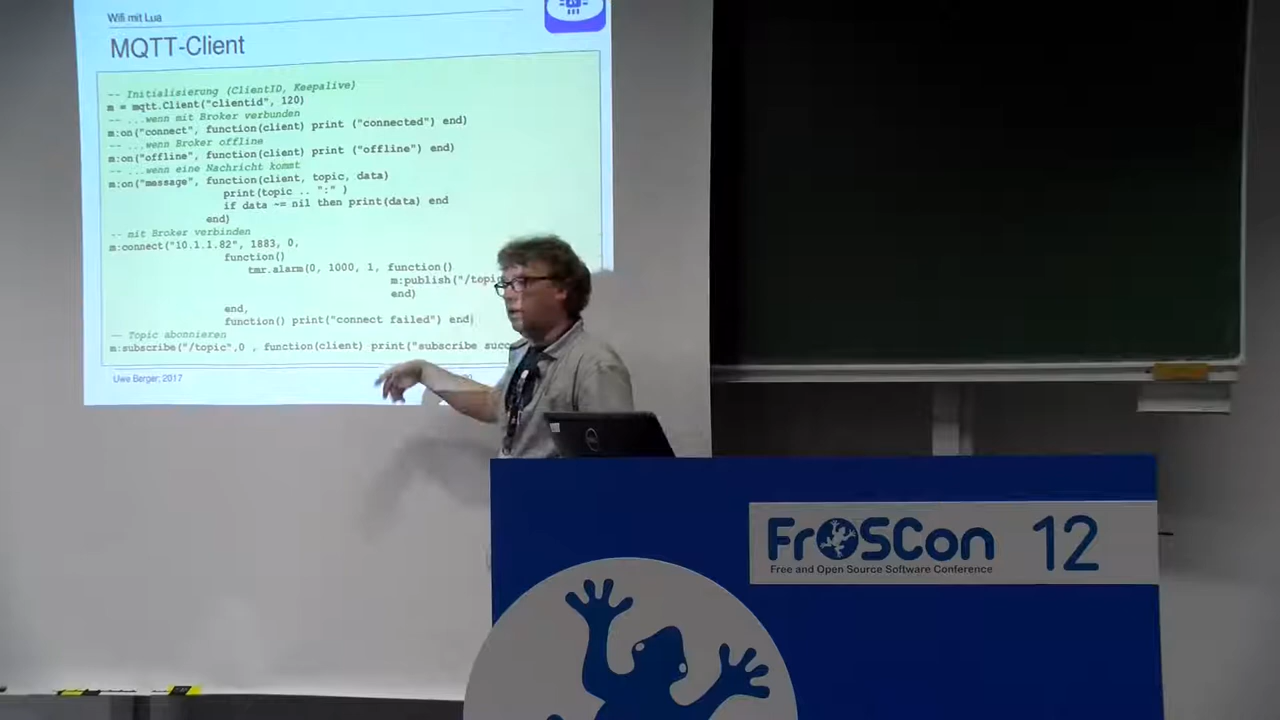 Wifi mit Lua
MQTT-Client
-- Initialisierung (ClientID, Keepalive)
m = mqtt.Client("clientid", 120)
-- ...wenn mit Broker verbunden
m:on("connect", function(client) print ("connected") end)
-- ...wenn Broker offline
m:on("offline", function(client) print ("offline") end)
-- ...wenn eine Nachricht kommt
m:on("message", function(client, topic, data)
print(topic .. ":" )
if data ~= nil then print(data) end
end)
-- mit Broker verbinden
m:connect("10.1.1.82", 1883, 0,
function()
tmr.alarm(0, 1000, 1, function()
m:publish("/topic
end)
end,
function() print("connect failed") end
-- Topic abonnieren
m:subscribe("/topic",0 , function(client) print("subscribe succ
Uwe Berger; 2017
DELL
FrOSCon 12
Free and Open Source Software Conference